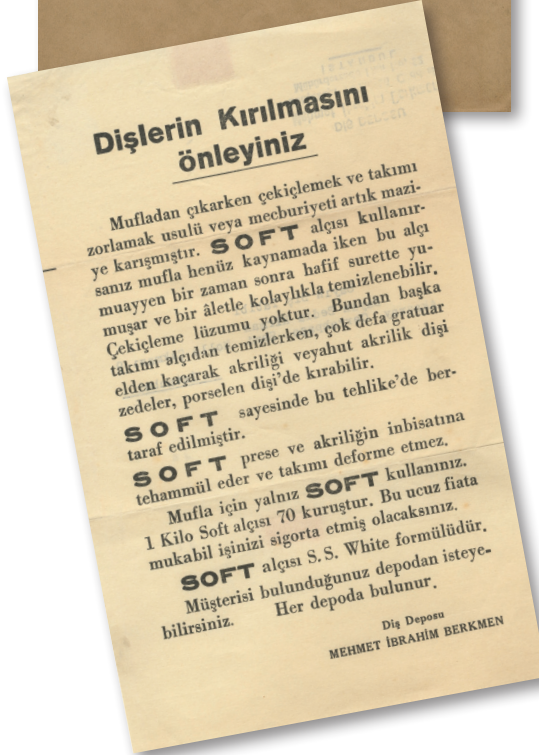 Dişlerin Kırılmasını
önleyiniz
Mufladan çıkarken çekiçlemek ve takımı
zorlamak usulü veya mecburiyeti artık mazi-
ye karışmıştır. SOFT alçısı kullanır-
sanız mufla henüz kaynamada iken bu alçı
muayyen bir zaman sonra hafif surette yu-
muşar ve bir âletle kolaylıkla temizlenebilir.
Çekiçleme lüzumu yoktur. Bundan başka
takımı alçıdan temizlerken, çok defa gratuar
elden kaçarak akriliği veyahut akrilik dişi
zedeler, porselen dişi'de kırabilir.
SOFT sayesinde bu tehlike'de ber-
taraf edilmiştir.
SOFT prese ve akriliğin inbisatına
tehammül eder ve takımı deforme etmez.
Mufla için yalnız SOFT kullanınız.
1 Kilo Soft alçısı 70 kuruştur. Bu ucuz fiata
mukabil işinizi sigorta etmiş olacaksınız.
SOFT alçısı S.S. White formülüdür.
Müşterisi bulunduğunuz depodan isteye-
bilirsiniz. Her depoda bulunur.
Diş Deposu
MEHMET İBRAHİM BERKMEN